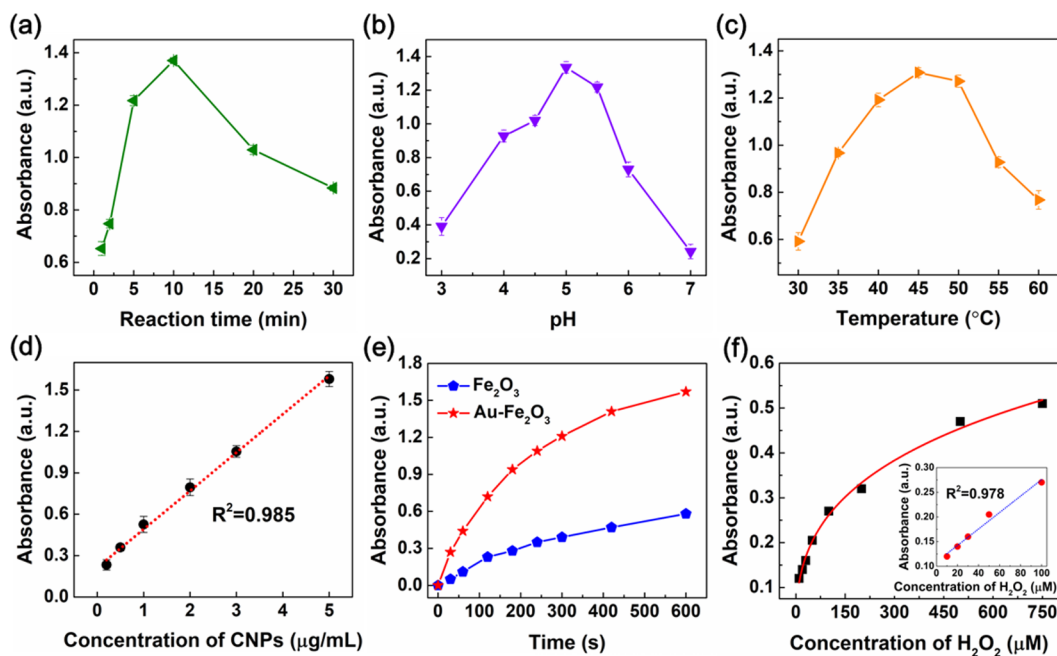 (a)
1.4
1.2
1.0
0.8
0.6
Absorbance (a.u.)
0 5 10 15 20 25 30
Reaction time (min)
(b)
1.4
1.2
1.0
0.8
0.6
0.4
0.2
Absorbance (a.u.)
3 4 5 6 7
pH
(c)
1.4
1.2
1.0
0.8
0.6
Absorbance (a.u.)
30 35 40 45 50 55 60
Temperature (°C)
(d)
1.5
1.2
0.9
0.6
0.3
0.0
Absorbance (a.u.)
R²=0.985
0 1 2 3 4 5
Concentration of CNPs (μg/mL)
(e)
1.8
1.5
1.2
0.9
0.6
0.3
0.0
Absorbance (a.u.)
Fe₂O₃
Au-Fe₂O₃
0 100 200 300 400 500 600
Time (s)
(f)
0.6
0.5
0.4
0.3
0.2
0.1
Absorbance (a.u.)
0 150 300 450 600 750
Concentration of H₂O₂ (μM)
0.30
0.25
0.20
0.15
0.10
Absorbance (a.u.)
R²=0.978
0 20 40 60 80 100
Concentration of H₂O₂ (μM)